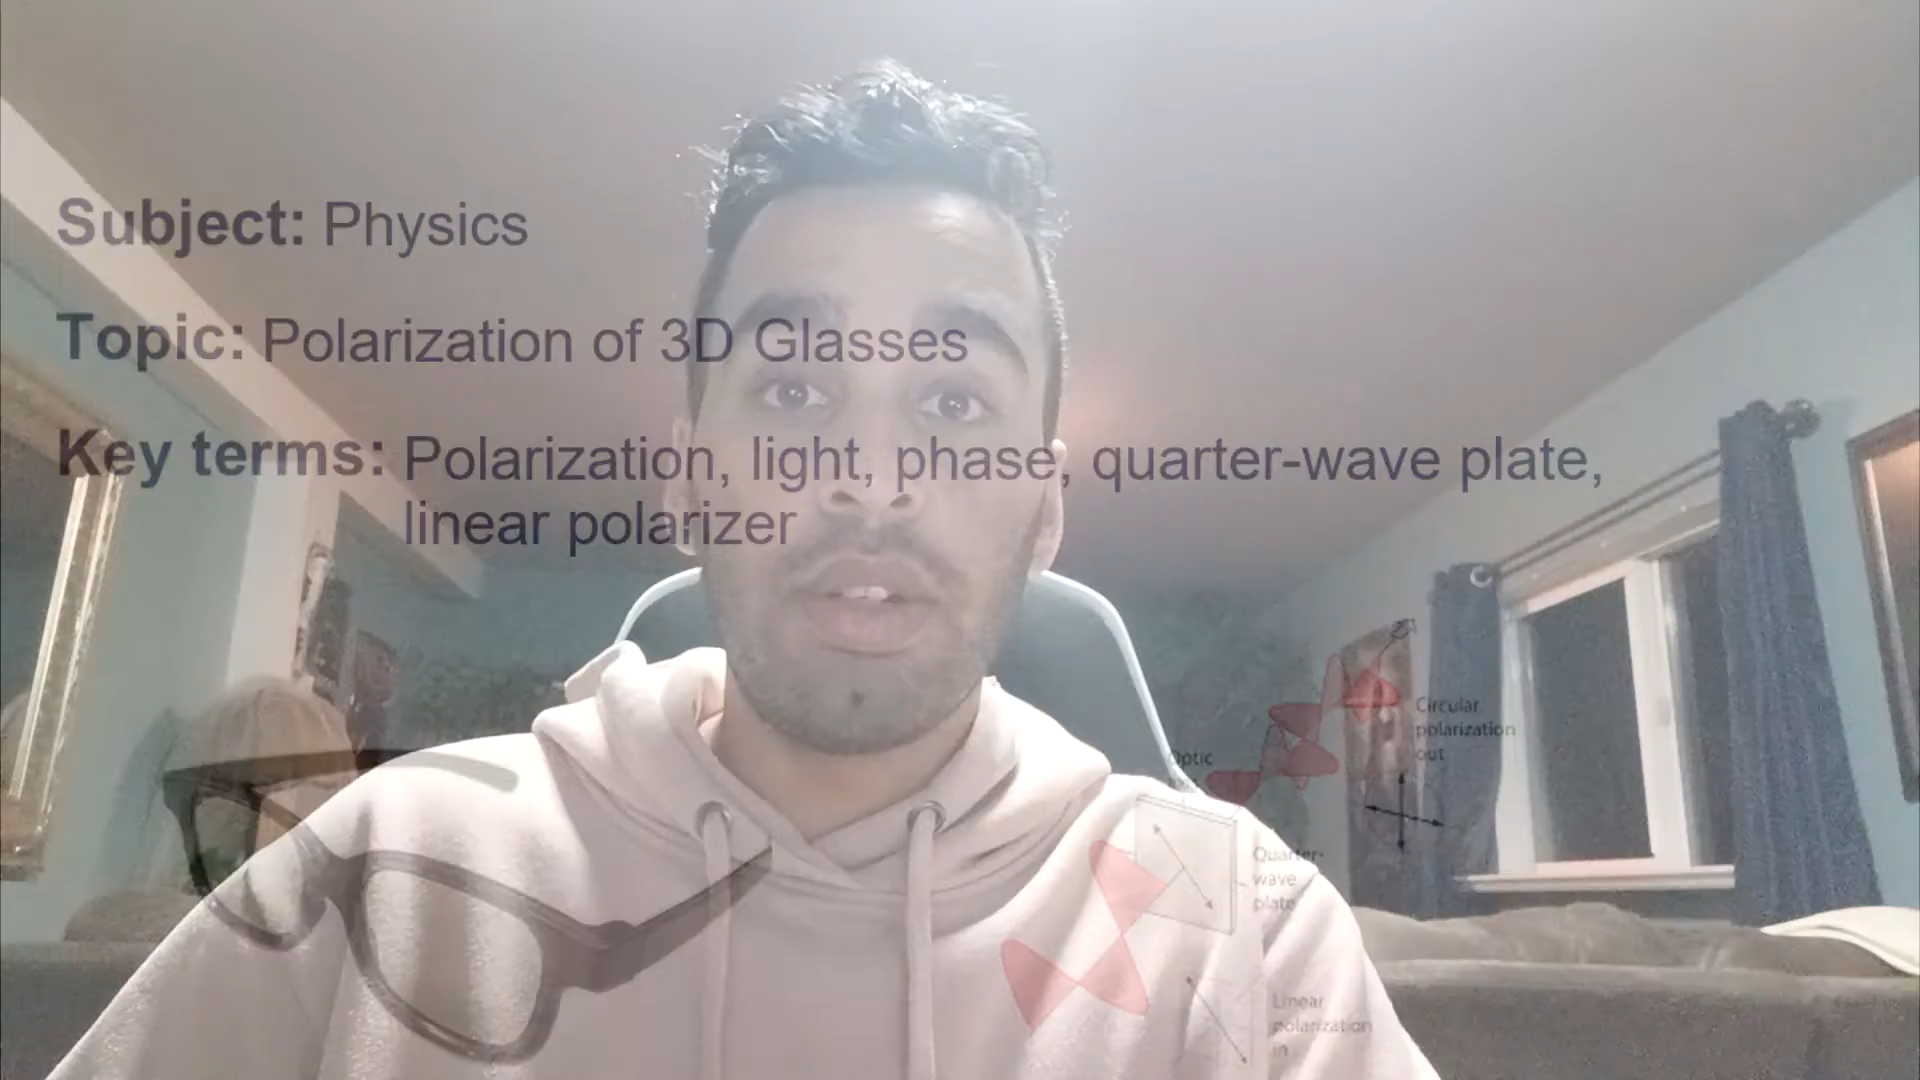 Subject: Physics
Topic: Polarization of 3D Glasses
Key terms: Polarization, light, phase, quarter-wave plate,
linear polarizer
Circular
polarization
out
Optic
Quarter-
wave
plate
Linear
polarization
in